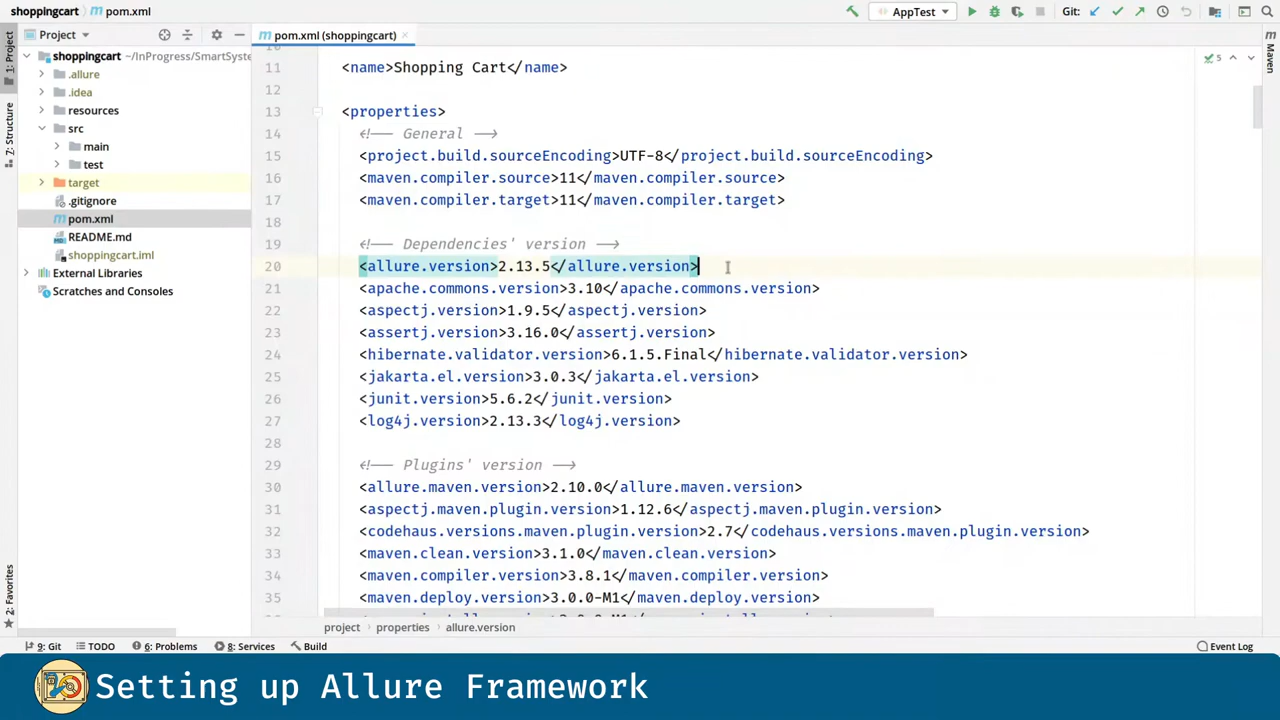 shoppingcart
pom.xml
AppTest
Git:
Project
pom.xml (shoppingcart)
1: Project
7: Structure
2: Favorites
Maven
shoppingcart ~/InProgress/SmartSyste
.allure
.idea
resources
src
main
test
target
.gitignore
pom.xml
README.md
shoppingcart.iml
External Libraries
Scratches and Consoles
5
11 <name>Shopping Cart</name>
12
13 <properties>
14 <!-- General -->
15 <project.build.sourceEncoding>UTF-8</project.build.sourceEncoding>
16 <maven.compiler.source>11</maven.compiler.source>
17 <maven.compiler.target>11</maven.compiler.target>
18
19 <!-- Dependencies' version -->
20 <allure.version>2.13.5</allure.version>
21 <apache.commons.version>3.10</apache.commons.version>
22 <aspectj.version>1.9.5</aspectj.version>
23 <assertj.version>3.16.0</assertj.version>
24 <hibernate.validator.version>6.1.5.Final</hibernate.validator.version>
25 <jakarta.el.version>3.0.3</jakarta.el.version>
26 <junit.version>5.6.2</junit.version>
27 <log4j.version>2.13.3</log4j.version>
28
29 <!-- Plugins' version -->
30 <allure.maven.version>2.10.0</allure.maven.version>
31 <aspectj.maven.plugin.version>1.12.6</aspectj.maven.plugin.version>
32 <codehaus.versions.maven.plugin.version>2.7</codehaus.versions.maven.plugin.version>
33 <maven.clean.version>3.1.0</maven.clean.version>
34 <maven.compiler.version>3.8.1</maven.compiler.version>
35 <maven.deploy.version>3.0.0-M1</maven.deploy.version>
project properties allure.version
9: Git TODO 6: Problems 8: Services Build Event Log
Setting up Allure Framework